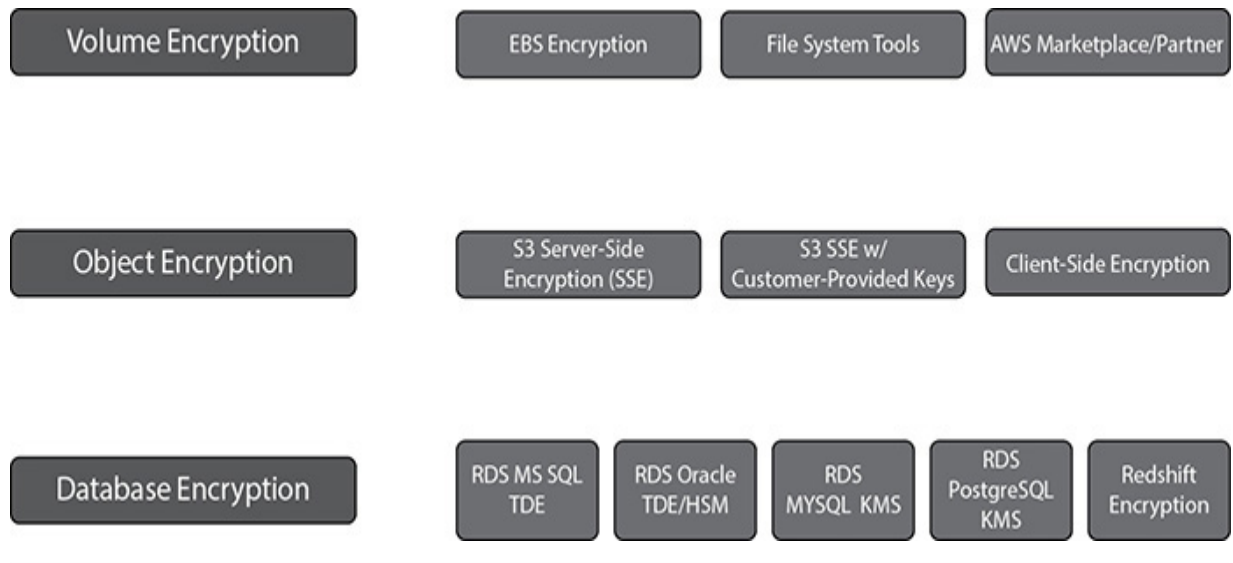 Volume Encryption
EBS Encryption
File System Tools
AWS Marketplace/Partner
Object Encryption
S3 Server-Side
Encryption (SSE)
S3 SSE w/
Customer-Provided Keys
Client-Side Encryption
Database Encryption
RDS MS SQL
TDE
RDS Oracle
TDE/HSM
RDS
MYSQL KMS
RDS
PostgreSQL
KMS
Redshift
Encryption